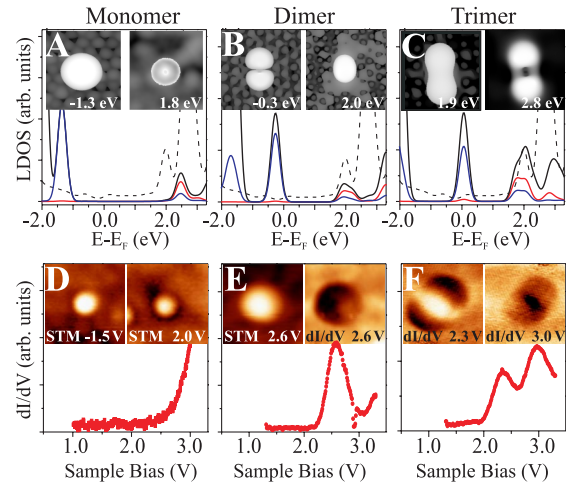 Monomer Dimer Trimer
A B C
-1.3 eV 1.8 eV -0.3 eV 2.0 eV 1.9 eV 2.8 eV
LDOS (arb. units)
-2.0 0.0 2.0 -2.0 0.0 2.0 -2.0 0.0 2.0
E-EF (eV) E-EF (eV) E-EF (eV)
D E F
STM -1.5 V STM 2.0 V STM 2.6 V dI/dV 2.6 V dI/dV 2.3 V dI/dV 3.0 V
dI/dV (arb. units)
1.0 2.0 3.0 1.0 2.0 3.0 1.0 2.0 3.0
Sample Bias (V) Sample Bias (V) Sample Bias (V)